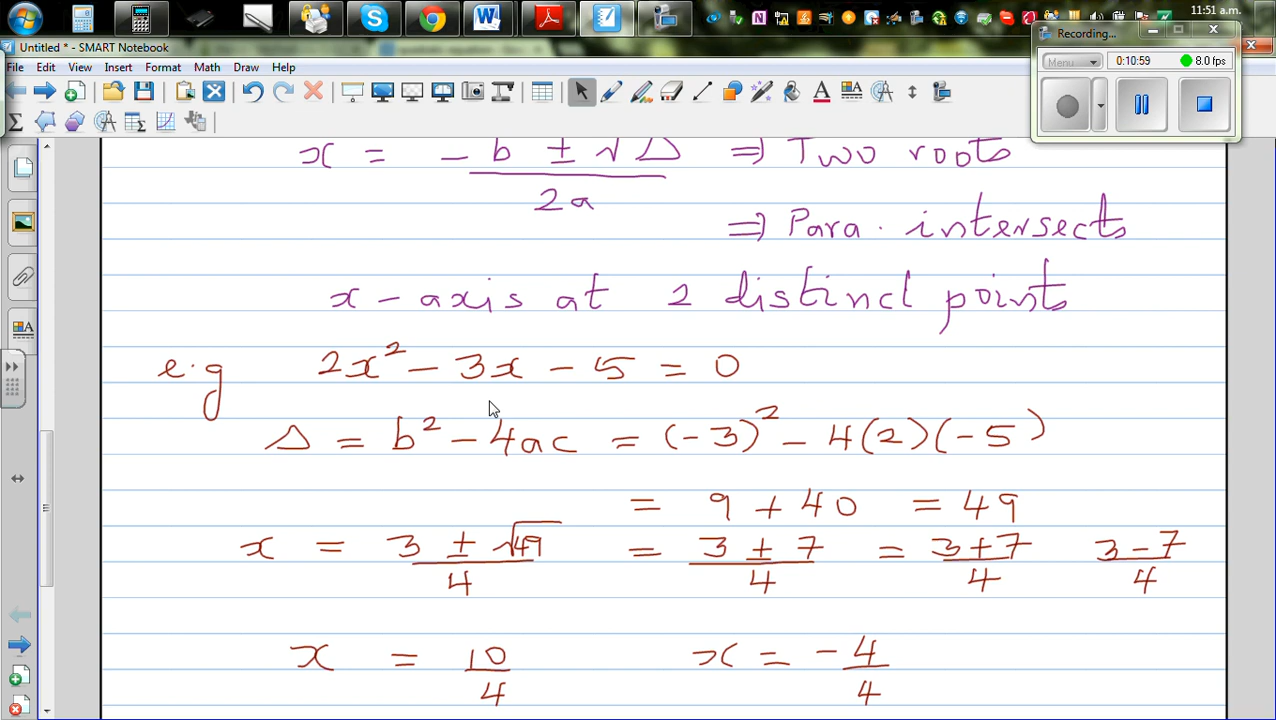 11:51 a.m.
Untitled * - SMART Notebook
Recording...
File Edit View Insert Format Math Draw Help
Menu 0:10:59 8.0 fps
x = - b ± √Δ / 2a ⇒ Two roots
⇒ Para. intersects
x - axis at 2 distinct points
e.g 2x² - 3x - 5 = 0
Δ = b² - 4ac = (-3)² - 4(2)(-5)
= 9 + 40 = 49
x = 3 ± √49 / 4 = 3 ± 7 / 4 = 3+7 / 4 3-7 / 4
x = 10 / 4 x = -4 / 4